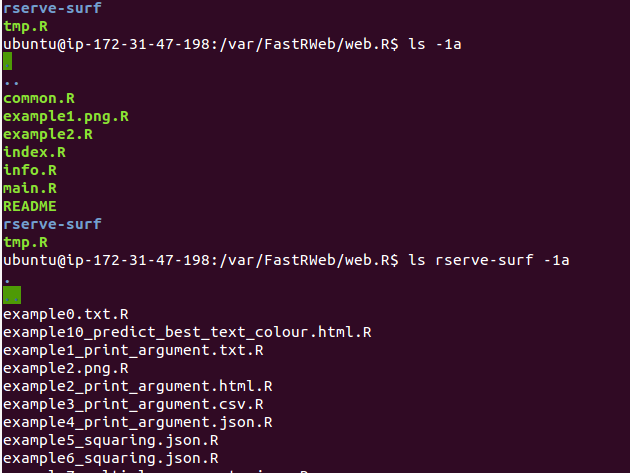 rserve-surf
tmp.R
ubuntu@ip-172-31-47-198:/var/FastRWeb/web.R$ ls -1a
.
..
common.R
example1.png.R
example2.R
index.R
info.R
main.R
README
rserve-surf
tmp.R
ubuntu@ip-172-31-47-198:/var/FastRWeb/web.R$ ls rserve-surf -1a
.
..
example0.txt.R
example10_predict_best_text_colour.html.R
example1_print_argument.txt.R
example2.png.R
example2_print_argument.html.R
example3_print_argument.csv.R
example4_print_argument.json.R
example5_squaring.json.R
example6_squaring.json.R